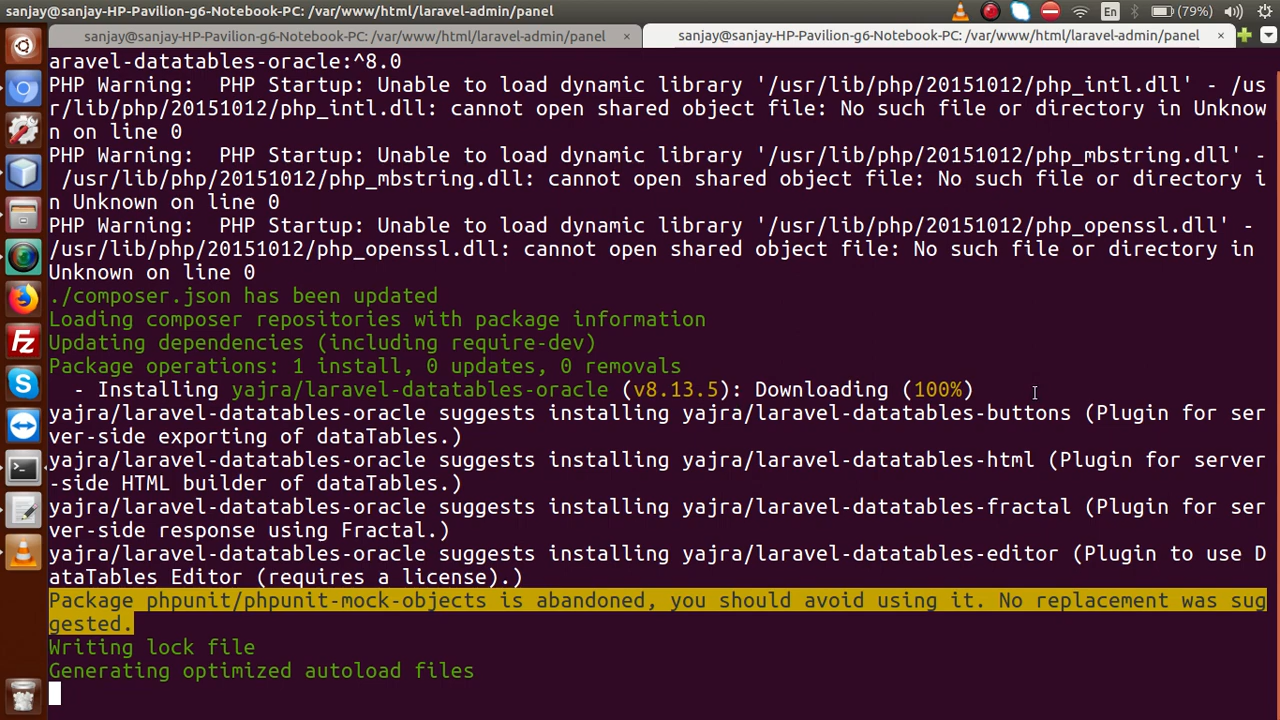 sanjay@sanjay-HP-Pavilion-g6-Notebook-PC: /var/www/html/laravel-admin/panel
En
(79%)
sanjay@sanjay-HP-Pavilion-g6-Notebook-PC: /var/www/html/laravel-admin/panel ×
sanjay@sanjay-HP-Pavilion-g6-Notebook-PC: /var/www/html/laravel-admin/panel ×
aravel-datatables-oracle:^8.0
PHP Warning:  PHP Startup: Unable to load dynamic library '/usr/lib/php/20151012/php_intl.dll' - /us
r/lib/php/20151012/php_intl.dll: cannot open shared object file: No such file or directory in Unknow
n on line 0
PHP Warning:  PHP Startup: Unable to load dynamic library '/usr/lib/php/20151012/php_mbstring.dll' -
 /usr/lib/php/20151012/php_mbstring.dll: cannot open shared object file: No such file or directory i
n Unknown on line 0
PHP Warning:  PHP Startup: Unable to load dynamic library '/usr/lib/php/20151012/php_openssl.dll' -
/usr/lib/php/20151012/php_openssl.dll: cannot open shared object file: No such file or directory in
Unknown on line 0
./composer.json has been updated
Loading composer repositories with package information
Updating dependencies (including require-dev)
Package operations: 1 install, 0 updates, 0 removals
  - Installing yajra/laravel-datatables-oracle (v8.13.5): Downloading (100%)
yajra/laravel-datatables-oracle suggests installing yajra/laravel-datatables-buttons (Plugin for ser
ver-side exporting of dataTables.)
yajra/laravel-datatables-oracle suggests installing yajra/laravel-datatables-html (Plugin for server
-side HTML builder of dataTables.)
yajra/laravel-datatables-oracle suggests installing yajra/laravel-datatables-fractal (Plugin for ser
ver-side response using Fractal.)
yajra/laravel-datatables-oracle suggests installing yajra/laravel-datatables-editor (Plugin to use D
ataTables Editor (requires a license).)
Package phpunit/phpunit-mock-objects is abandoned, you should avoid using it. No replacement was sug
gested.
Writing lock file
Generating optimized autoload files